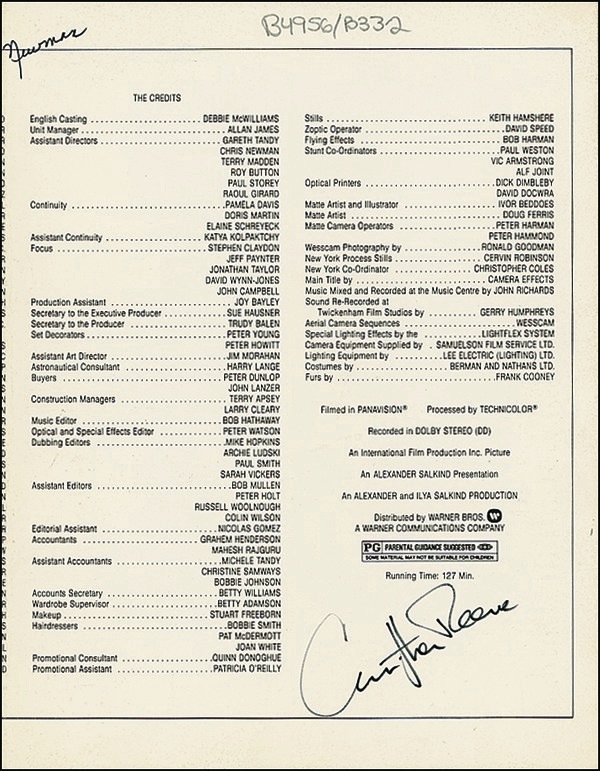 B4956/B332
Newman
THE CREDITS
English Casting ........ DEBBIE McWILLIAMS
Unit Manager ........ ALLAN JAMES
Assistant Directors ........ GARETH TANDY
CHRIS NEWMAN
TERRY MADDEN
ROY BUTTON
PAUL STOREY
RAOUL GIRARD
Continuity ........ PAMELA DAVIS
DORIS MARTIN
ELAINE SCHREYECK
Assistant Continuity ........ KATYA KOLPAKTCHY
Focus ........ STEPHEN CLAYDON
JEFF PAYNTER
JONATHAN TAYLOR
DAVID WYNN-JONES
JOHN CAMPBELL
Production Assistant ........ JOY BAYLEY
Secretary to the Executive Producer ........ SUE HAUSNER
Secretary to the Producer ........ TRUDY BALEN
Set Decorators ........ PETER YOUNG
PETER HOWITT
Assistant Art Director ........ JIM MORAHAN
Astronautical Consultant ........ HARRY LANGE
Buyers ........ PETER DUNLOP
JOHN LANZER
Construction Managers ........ TERRY APSEY
LARRY CLEARY
Music Editor ........ BOB HATHAWAY
Optical and Special Effects Editor ........ PETER WATSON
Dubbing Editors ........ MIKE HOPKINS
ARCHIE LUDSKI
PAUL SMITH
SARAH VICKERS
Assistant Editors ........ BOB MULLEN
PETER HOLT
RUSSELL WOOLNOUGH
COLIN WILSON
Editorial Assistant ........ NICOLAS GOMEZ
Accountants ........ GRAHEM HENDERSON
MAHESH RAJGURU
Assistant Accountants ........ MICHELE TANDY
CHRISTINE SAMWAYS
BOBBIE JOHNSON
Accounts Secretary ........ BETTY WILLIAMS
Wardrobe Supervisor ........ BETTY ADAMSON
Makeup ........ STUART FREEBORN
Hairdressers ........ BOBBIE SMITH
PAT McDERMOTT
JOAN WHITE
Promotional Consultant ........ QUINN DONOGHUE
Promotional Assistant ........ PATRICIA O'REILLY
Stills ........ KEITH HAMSHERE
Zoptic Operator ........ DAVID SPEED
Flying Effects ........ BOB HARMAN
Stunt Co-Ordinators ........ PAUL WESTON
VIC ARMSTRONG
ALF JOINT
Optical Printers ........ DICK DIMBLEBY
DAVID DOCWRA
Matte Artist and Illustrator ........ IVOR BEDDOES
Matte Artist ........ DOUG FERRIS
Matte Camera Operators ........ PETER HARMAN
PETER HAMMOND
Wesscam Photography by ........ RONALD GOODMAN
New York Process Stills ........ CERVIN ROBINSON
New York Co-Ordinator ........ CHRISTOPHER COLES
Main Title by ........ CAMERA EFFECTS
Music Mixed and Recorded at the Music Centre by JOHN RICHARDS
Sound Re-Recorded at
Twickenham Film Studios by ........ GERRY HUMPHREYS
Aerial Camera Sequences ........ WESSCAM
Special Lighting Effects by the ........ LIGHTFLEX SYSTEM
Camera Equipment Supplied by . SAMUELSON FILM SERVICE LTD.
Lighting Equipment by ........ LEE ELECTRIC (LIGHTING) LTD.
Costumes by ........ BERMAN AND NATHANS LTD.
Furs by ........ FRANK COONEY
Filmed in PANAVISION® Processed by TECHNICOLOR®
Recorded in DOLBY STEREO (DD)
An International Film Production Inc. Picture
An ALEXANDER SALKIND Presentation
An ALEXANDER and ILYA SALKIND PRODUCTION
Distributed by WARNER BROS.
A WARNER COMMUNICATIONS COMPANY
PG PARENTAL GUIDANCE SUGGESTED
SOME MATERIAL MAY NOT BE SUITABLE FOR CHILDREN
Running Time: 127 Min.
Christopher Reeve